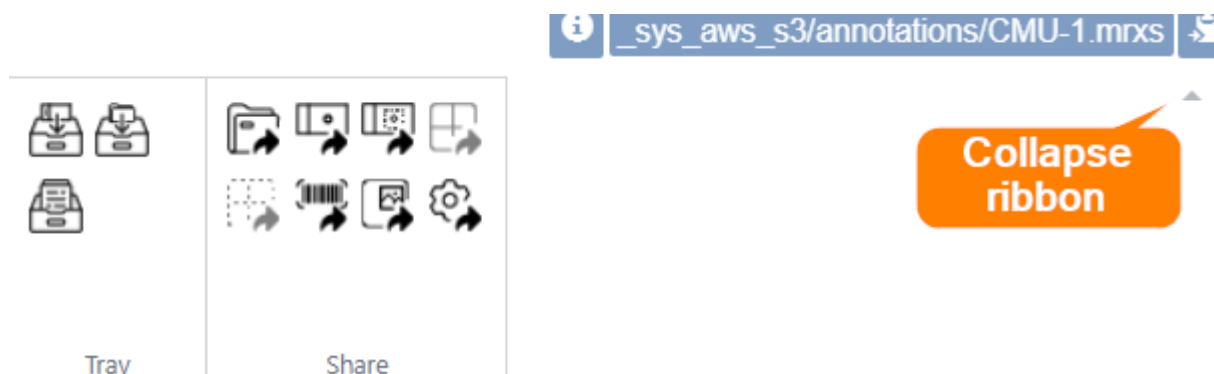 _sys_aws_s3/annotations/CMU-1.mrxs
Collapse
ribbon
Tray
Share